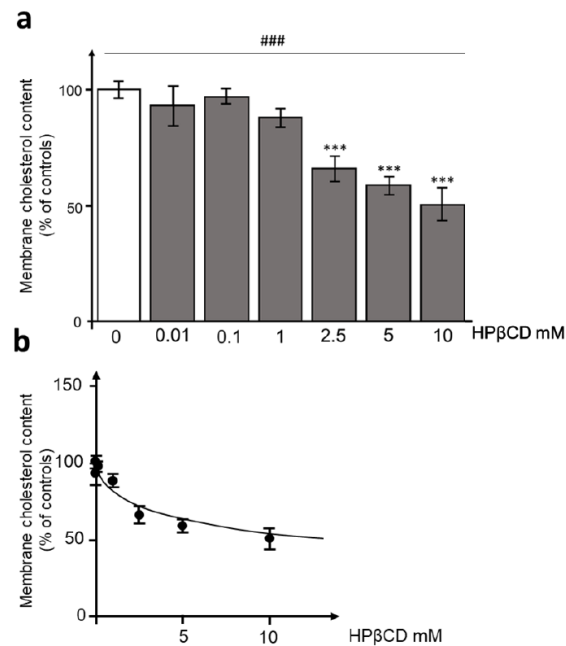 a
###
Membrane cholesterol content
(% of controls)
100
50
0
***
***
***
0 0.01 0.1 1 2.5 5 10 HPβCD mM
b
Membrane cholesterol content
(% of controls)
150
100
50
0
5 10 HPβCD mM